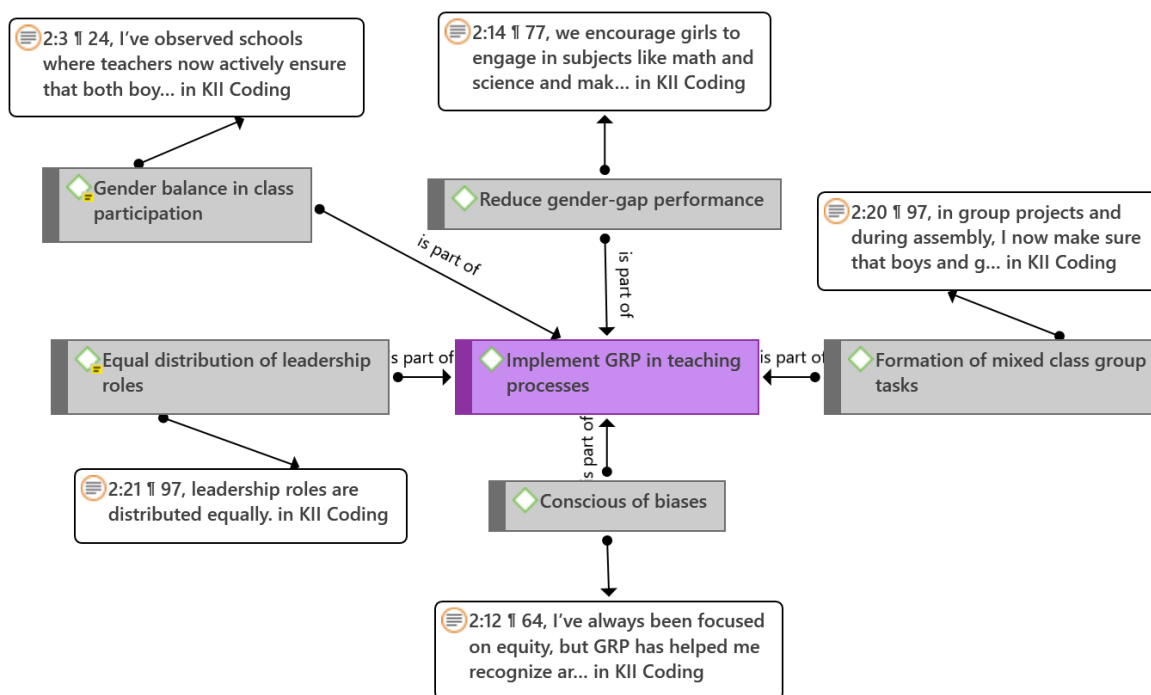 2:3 ¶ 24, I’ve observed schools
where teachers now actively ensure
that both boy... in KII Coding
2:14 ¶ 77, we encourage girls to
engage in subjects like math and
science and mak... in KII Coding
Gender balance in class
participation
Reduce gender-gap performance
2:20 ¶ 97, in group projects and
during assembly, I now make sure
that boys and g... in KII Coding
is part of
is part of
Equal distribution of leadership
roles
s part of
Implement GRP in teaching
processes
is part of
Formation of mixed class group
tasks
is part of
2:21 ¶ 97, leadership roles are
distributed equally. in KII Coding
Conscious of biases
2:12 ¶ 64, I’ve always been focused
on equity, but GRP has helped me
recognize ar... in KII Coding